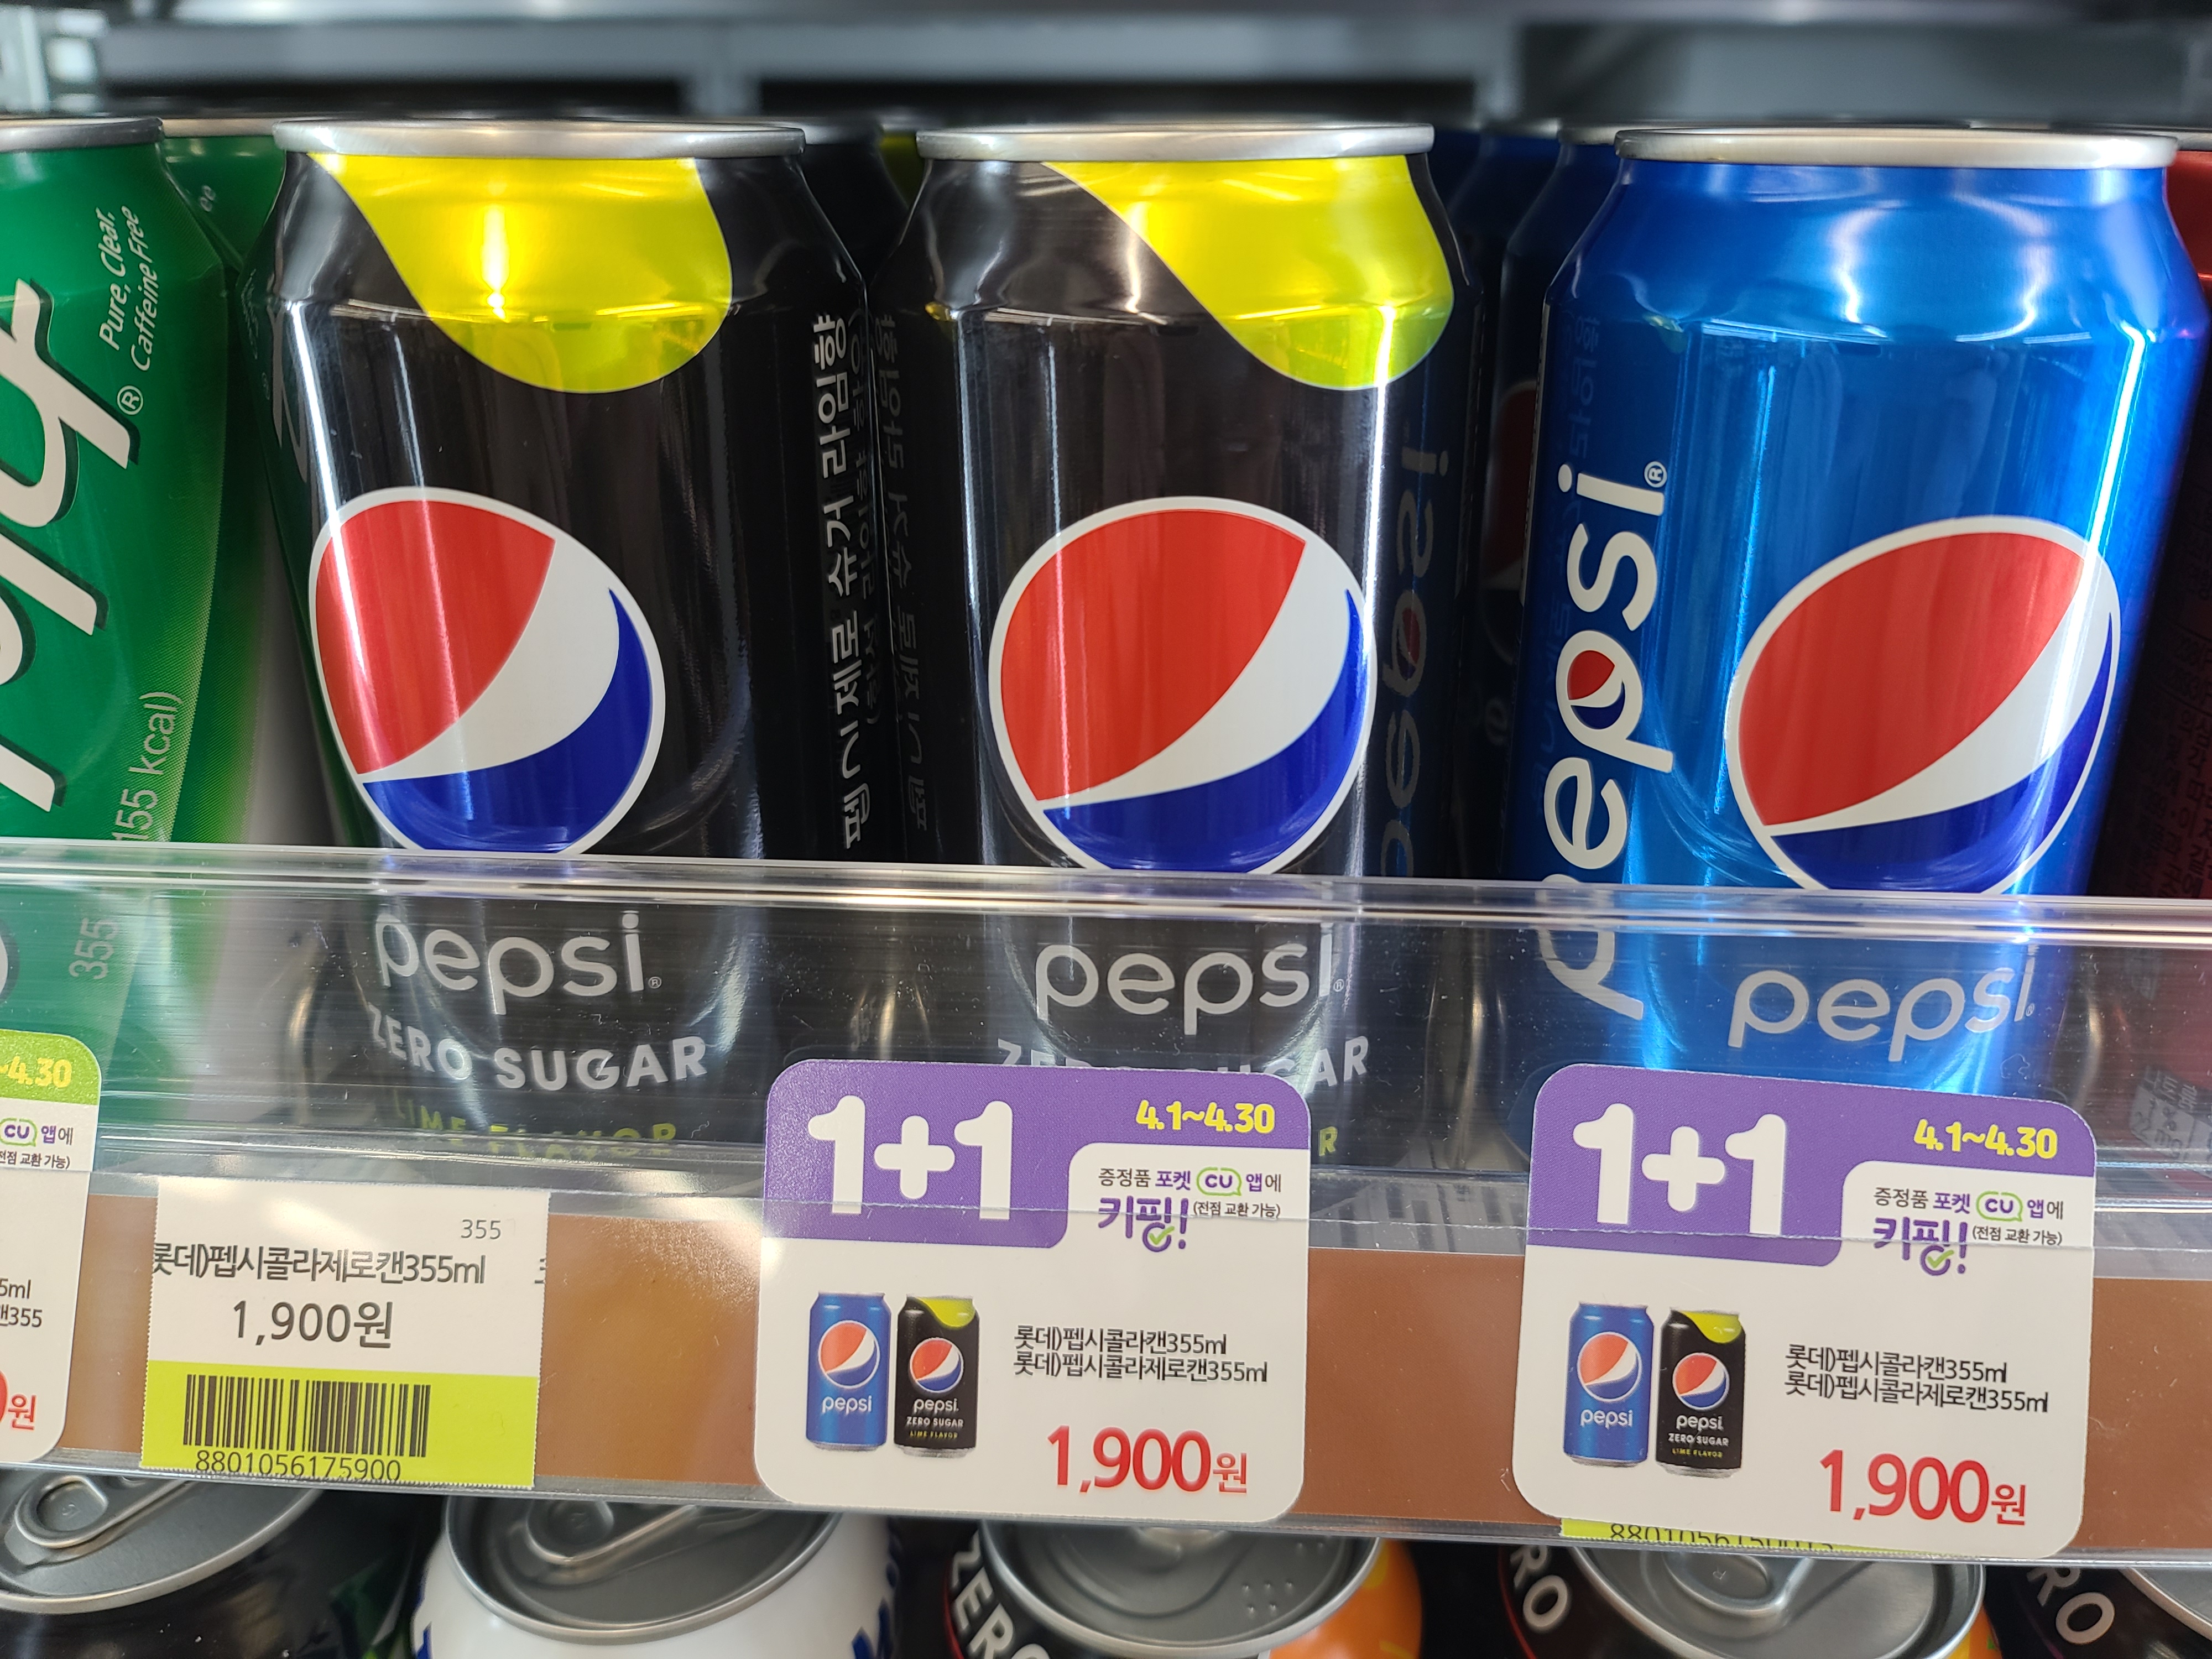 Pure, Clear,
Caffeine Free
®
155 kcal)
355
펩시 제로 슈거 라임향
pepsi®
ZERO SUGAR
LIME FLAVOR
pepsi®
ZERO SUGAR
pepsi®
pepsi
~4.30
CU 앱에
(전점 교환 가능)
355
원
355
롯데)펩시콜라제로캔355ml
1,900원
8801056175900
1+1
4.1~4.30
증정품 포켓 CU 앱에
키핑!
(전점 교환 가능)
pepsi
pepsi
ZERO SUGAR
LIME FLAVOR
롯데)펩시콜라캔355ml
롯데)펩시콜라제로캔355ml
1,900원
1+1
4.1~4.30
증정품 포켓 CU 앱에
키핑!
(전점 교환 가능)
pepsi
pepsi
ZERO SUGAR
LIME FLAVOR
롯데)펩시콜라캔355ml
롯데)펩시콜라제로캔355ml
1,900원
ZERO
RO
RO